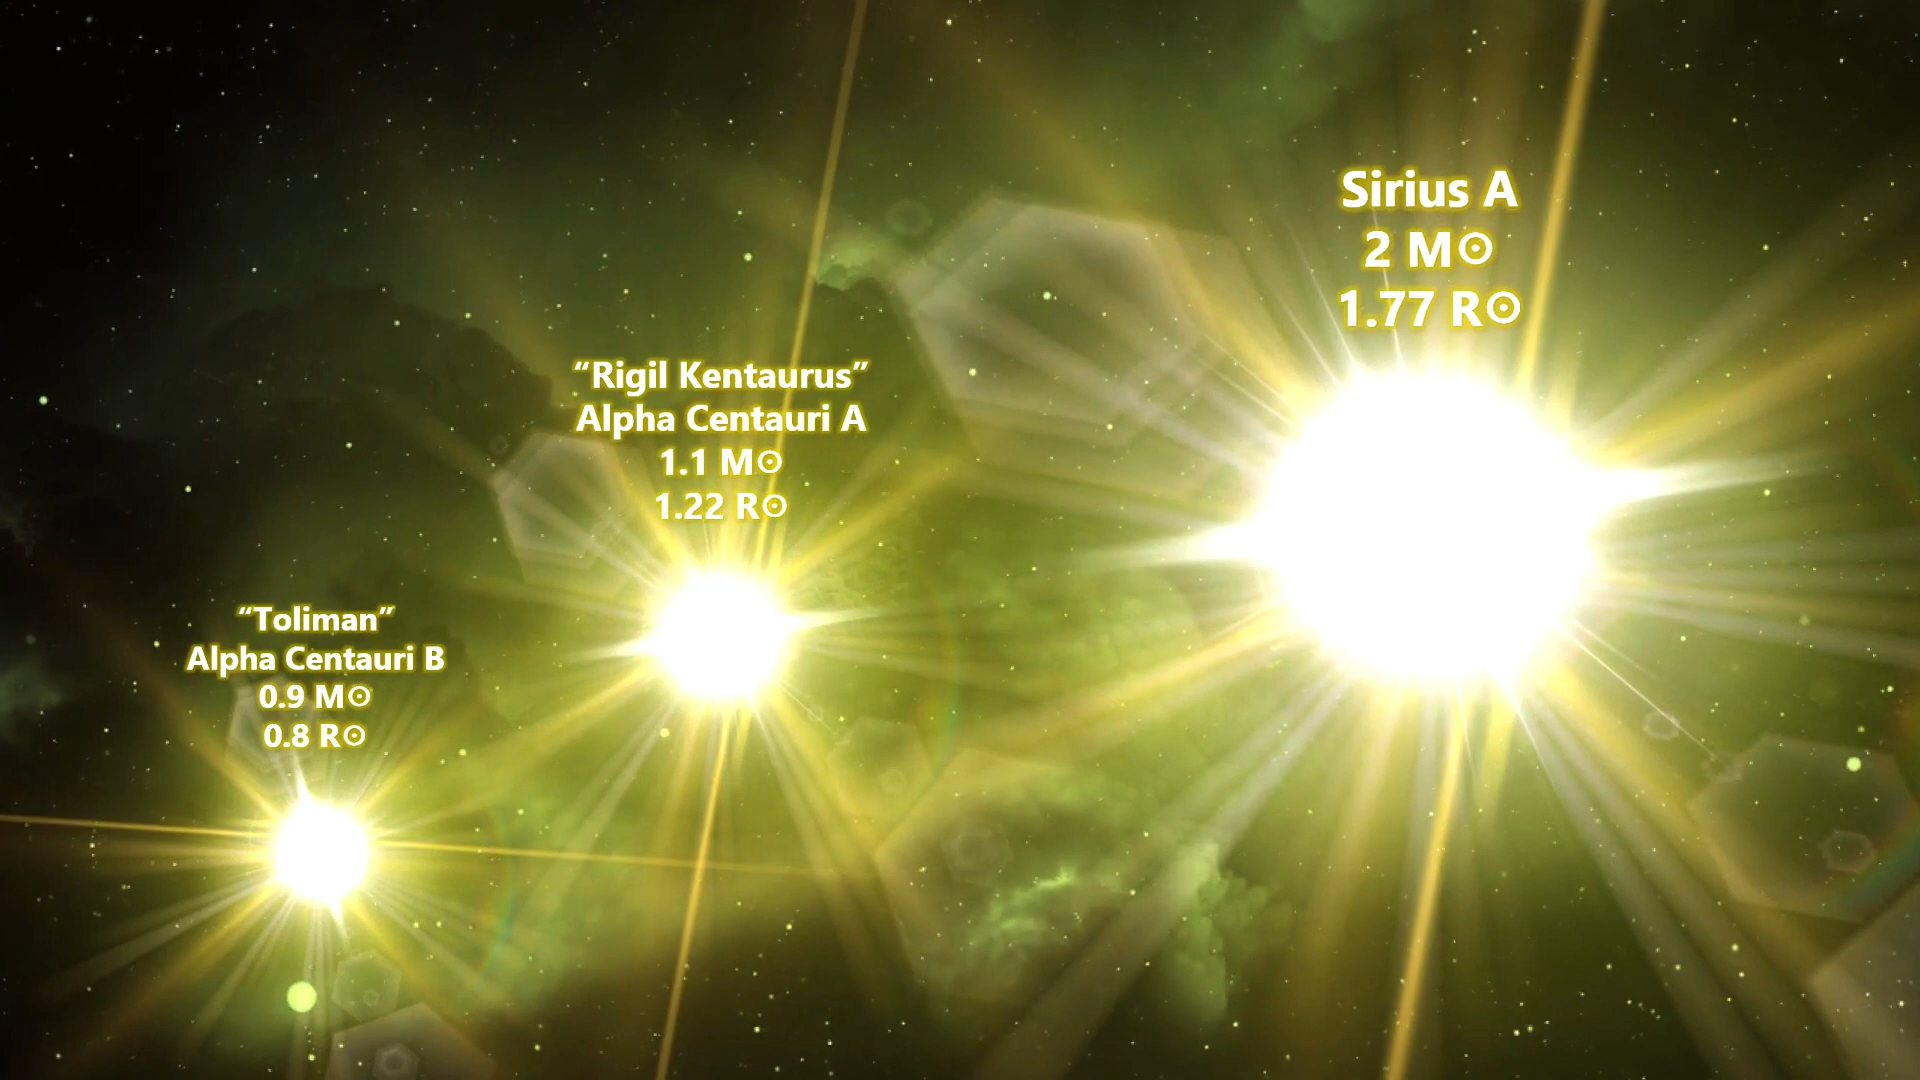 “Toliman”
Alpha Centauri B
0.9 M☉
0.8 R☉
“Rigil Kentaurus”
Alpha Centauri A
1.1 M☉
1.22 R☉
Sirius A
2 M☉
1.77 R☉